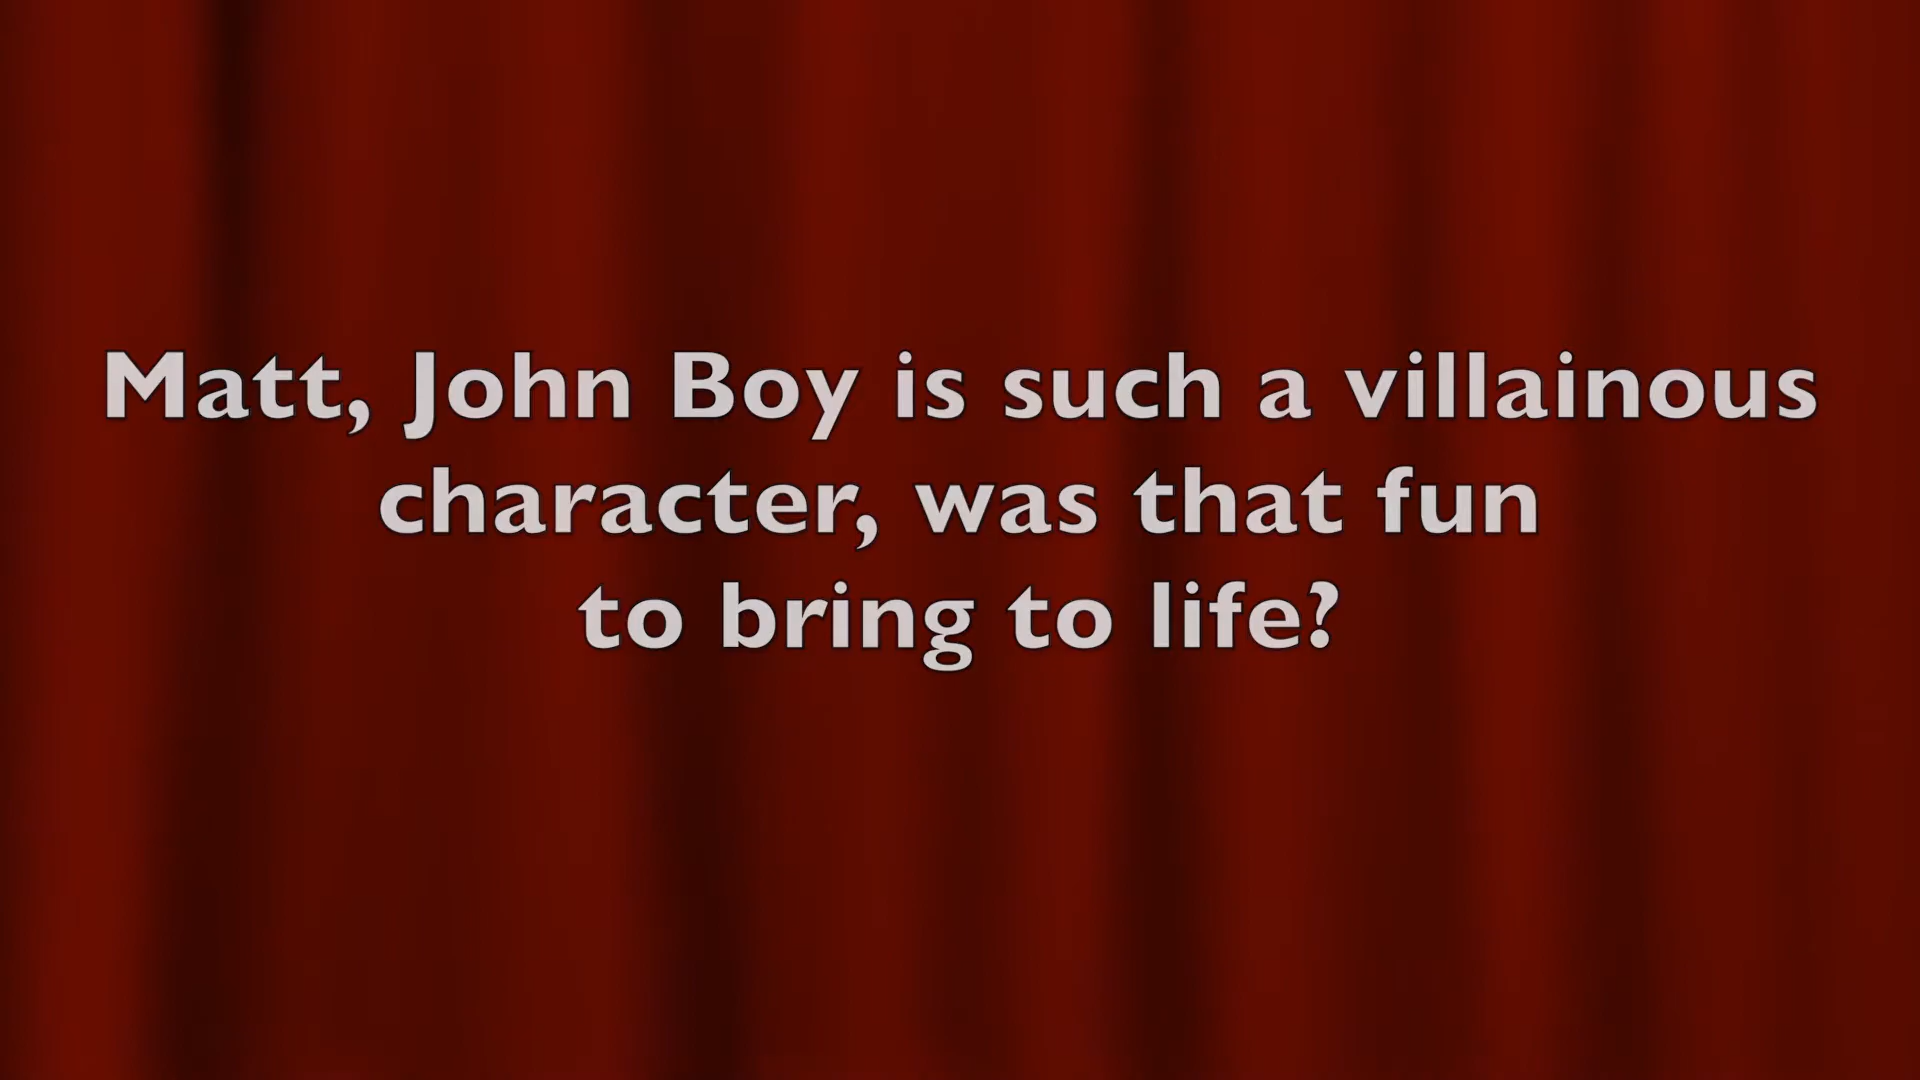 Matt, John Boy is such a villainous
character, was that fun
to bring to life?